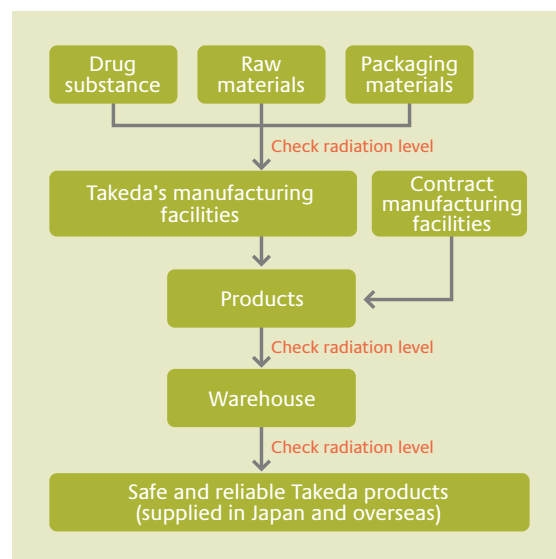 Drug
substance
Raw
materials
Packaging
materials
Check radiation level
Takeda's manufacturing
facilities
Contract
manufacturing
facilities
Products
Check radiation level
Warehouse
Check radiation level
Safe and reliable Takeda products
(supplied in Japan and overseas)